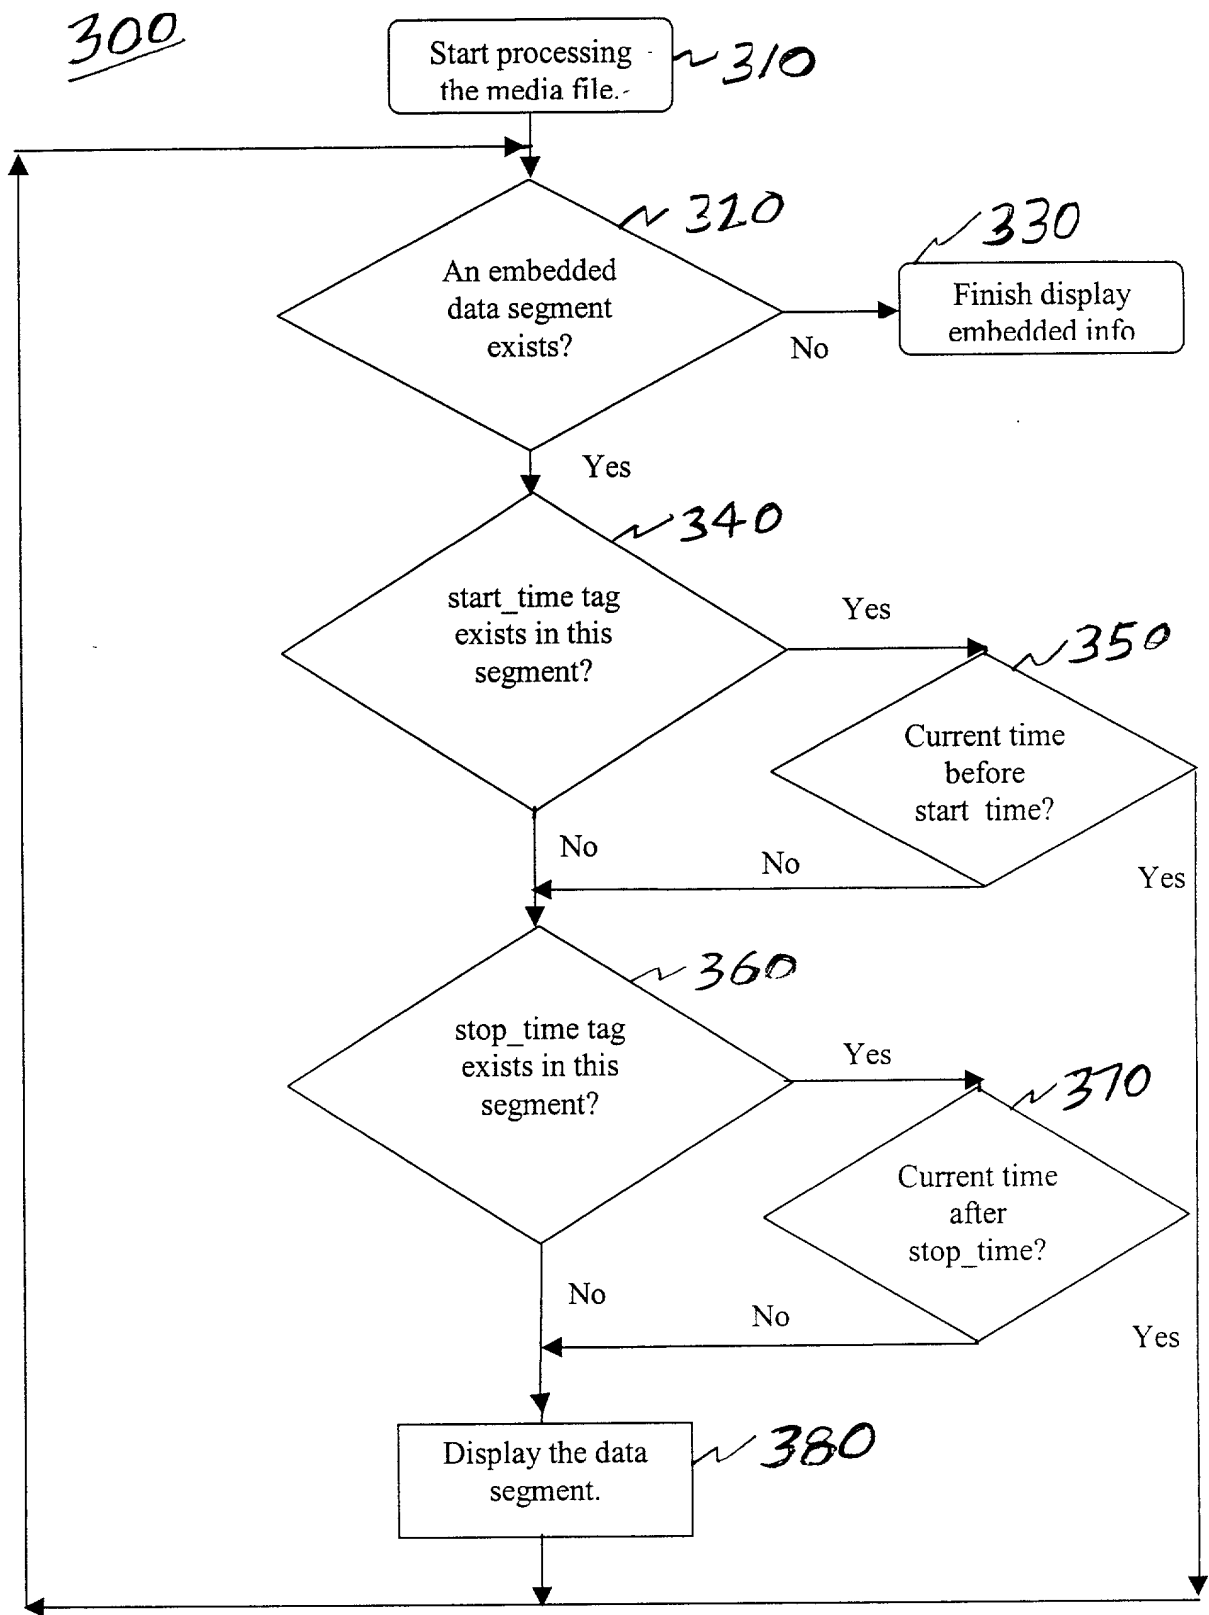 300
Start processing
the media file.
310
320
An embedded
data segment
exists?
330
Finish display
embedded info
No
Yes
340
start_time tag
exists in this
segment?
Yes
350
Current time
before
start_time?
No
No
Yes
360
stop_time tag
exists in this
segment?
Yes
370
Current time
after
stop_time?
No
No
Yes
Display the data
segment.
380